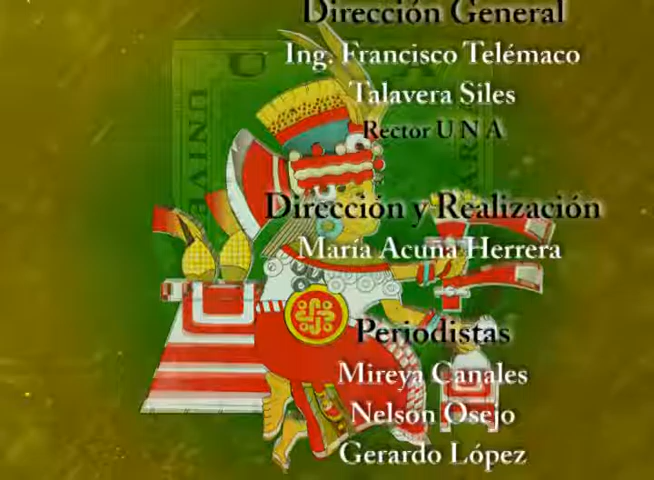 Dirección General
Ing. Francisco Telémaco
Talavera Siles
Rector U N A
Dirección y Realización
María Acuña Herrera
Periodistas
Mireya Canales
Nelson Osejo
Gerardo López
UNIVE